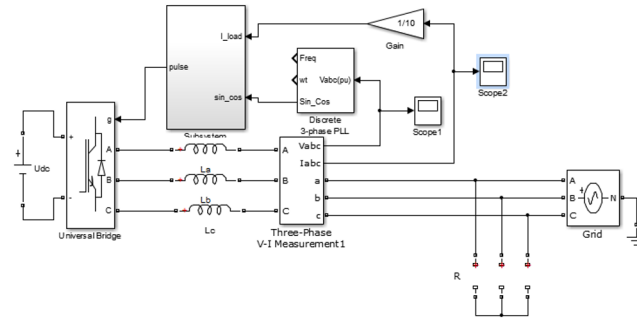 I_load
1/10
Gain
pulse
Freq
wt
Vabc(pu)
sin_cos
Sin_Cos
Discrete
3-phase PLL
Scope1
Scope2
Subsystem
g
+
Udc
-
A
B
C
Universal Bridge
La
Lb
Lc
A
B
C
Vabc
Iabc
a
b
c
Three-Phase
V-I Measurement1
A
B
C
N
Grid
R